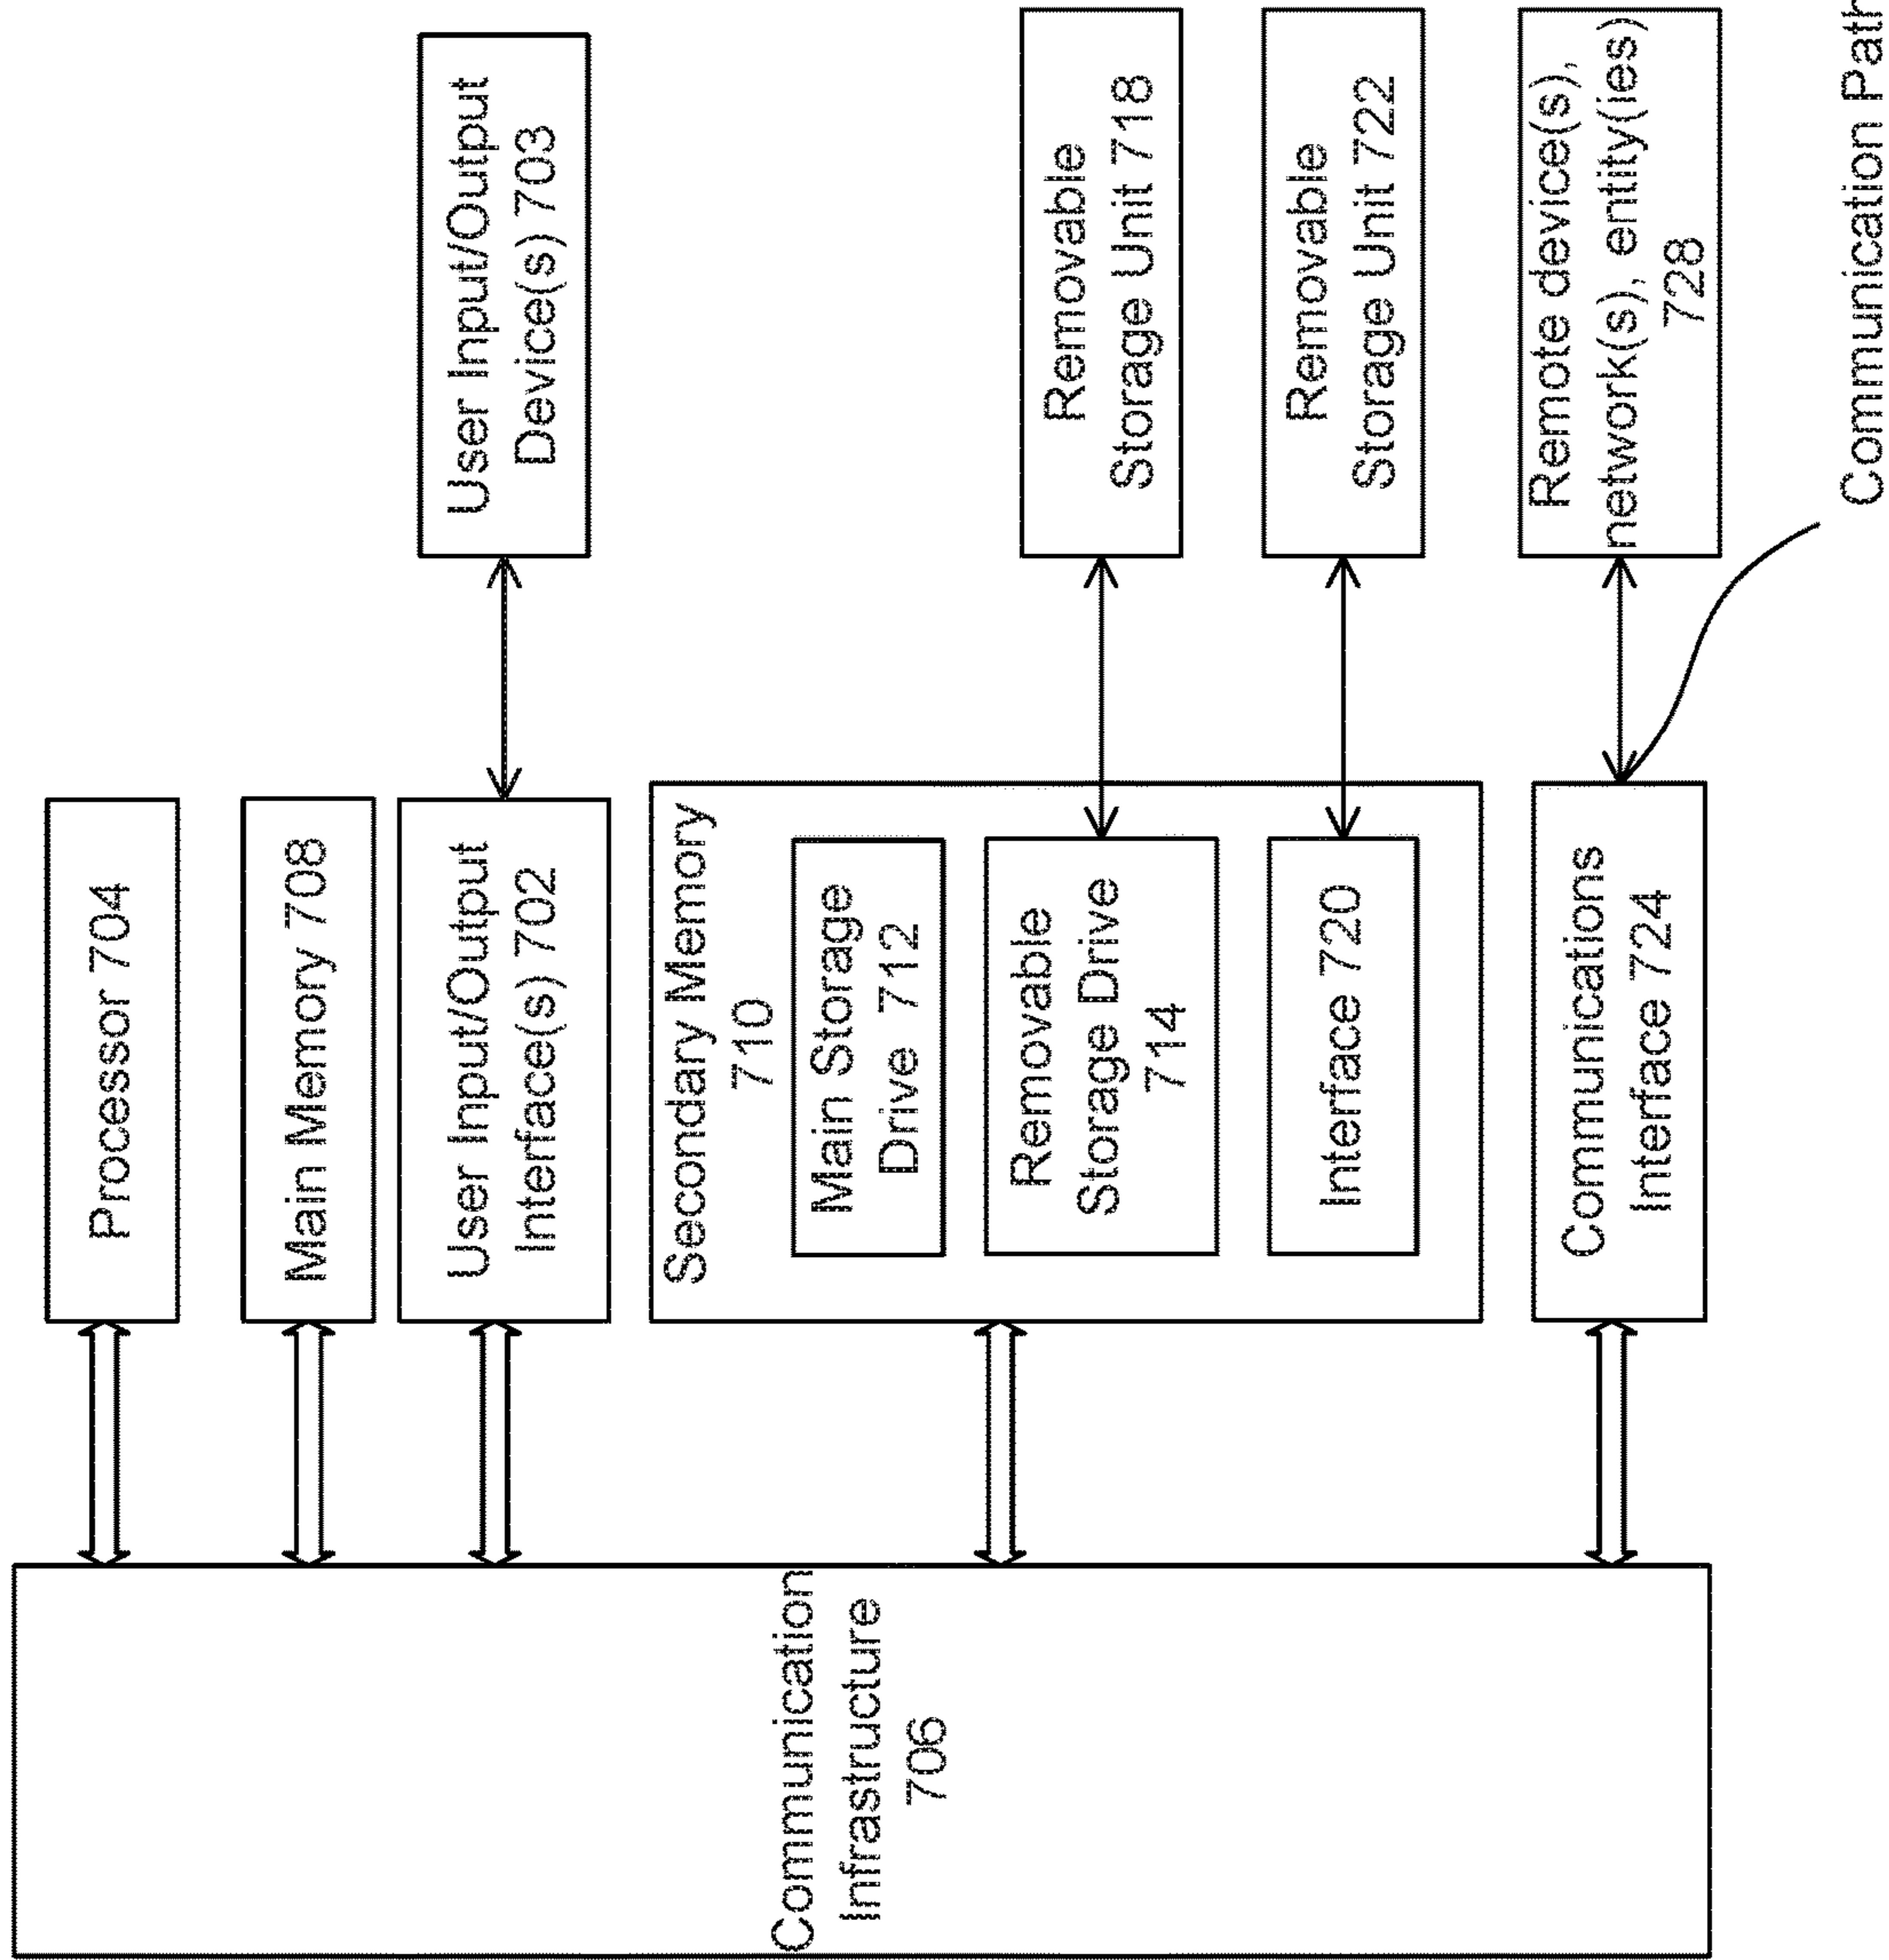 Processor 704
Main Memory 708
User Input/Output
Interface(s) 702
User Input/Output
Device(s) 703
Secondary Memory
710
Main Storage
Drive 712
Removable
Storage Drive
714
Removable
Storage Unit 718
Interface 720
Removable
Storage Unit 722
Communications
Interface 724
Remote device(s),
network(s), entity(ies)
728
Communication Path
Communication
Infrastructure
706